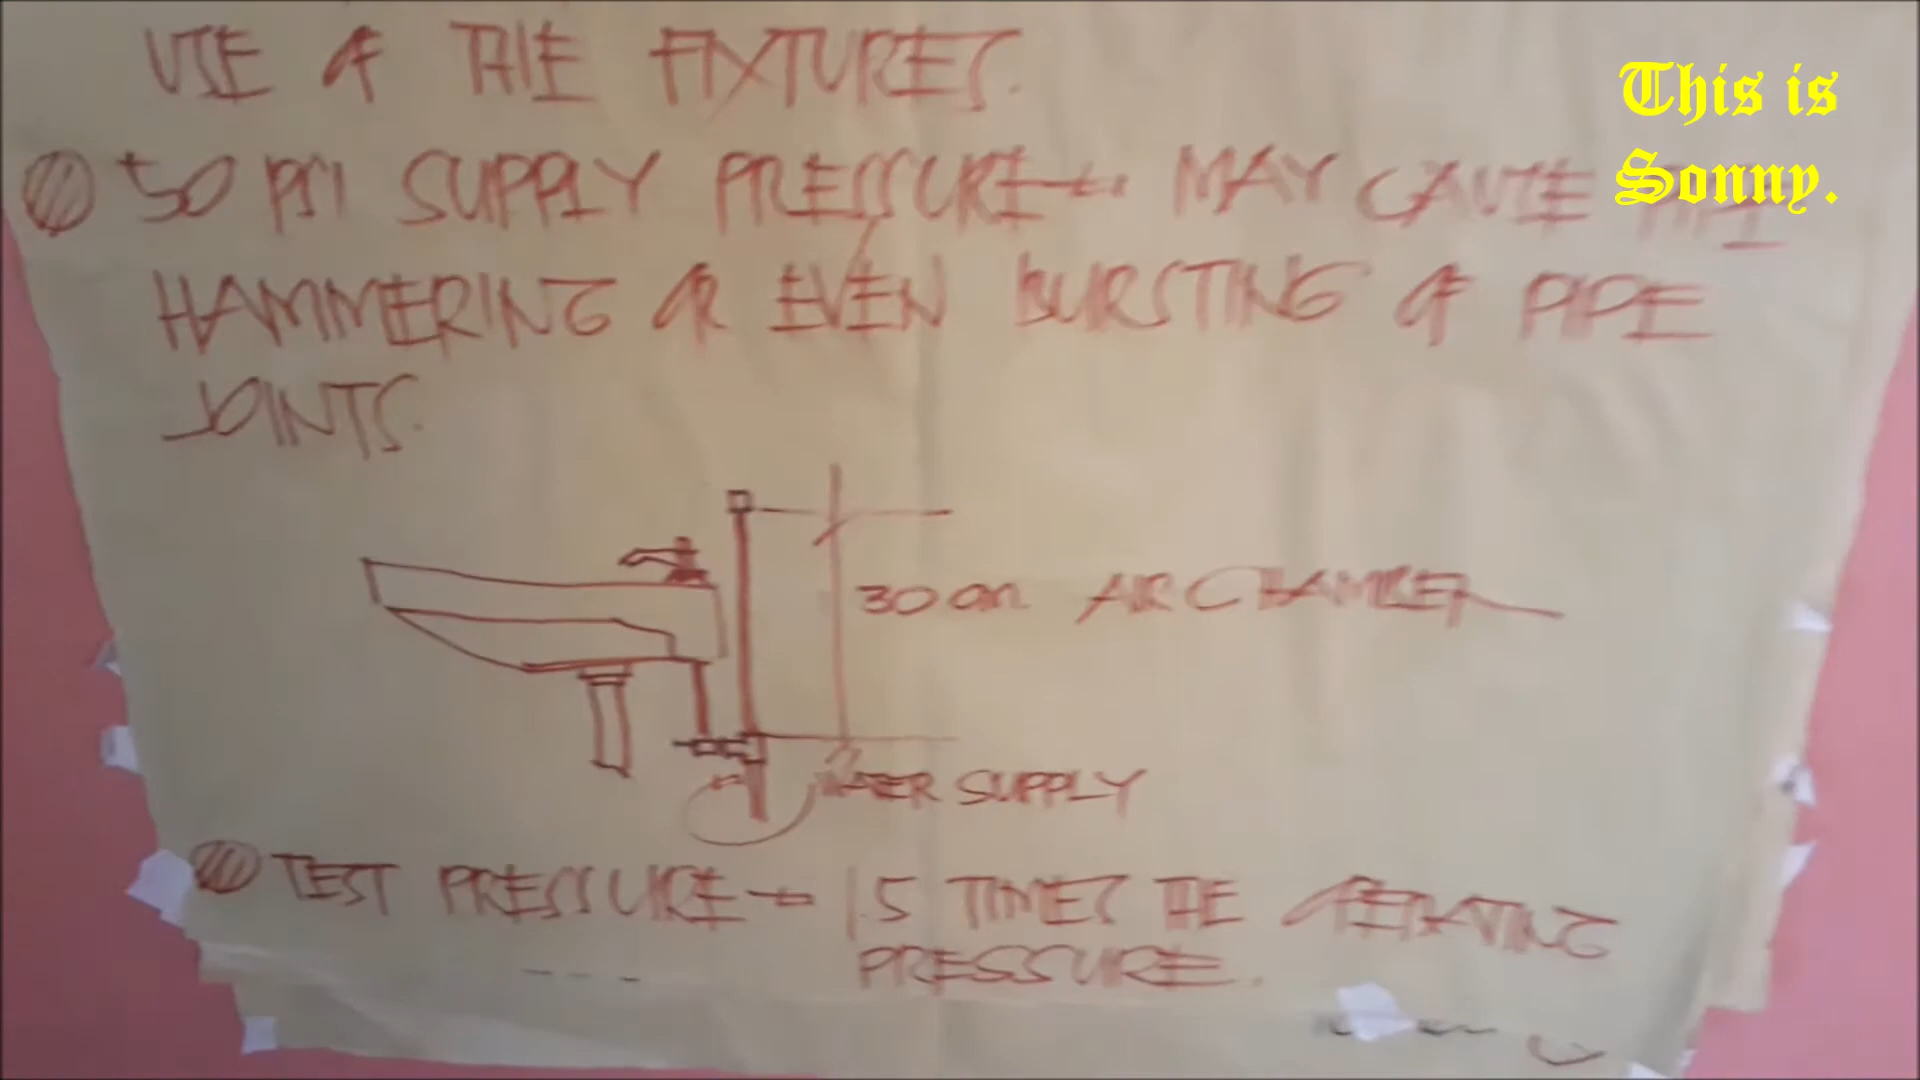 USE OF THE FIXTURES.
This is
Sonny.
50 PSI SUPPLY PRESSURE MAY CAUSE
HAMMERING OR EVEN BURSTING OF PIPE
JOINTS.
30 cm AIR CHAMBER
WATER SUPPLY
TEST PRESSURE 1.5 TIMES THE OPERATING
PRESSURE.